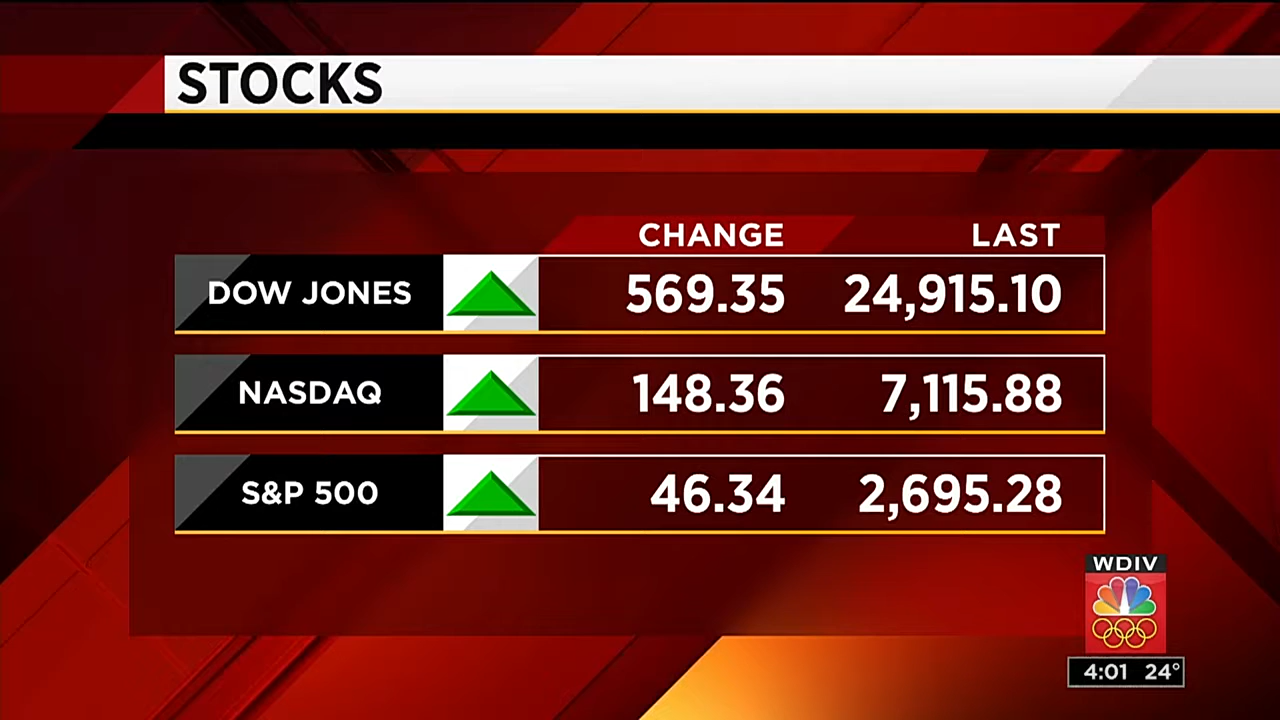 STOCKS
CHANGE LAST
DOW JONES 569.35 24,915.10
NASDAQ 148.36 7,115.88
S&P 500 46.34 2,695.28
WDIV
4:01 24°